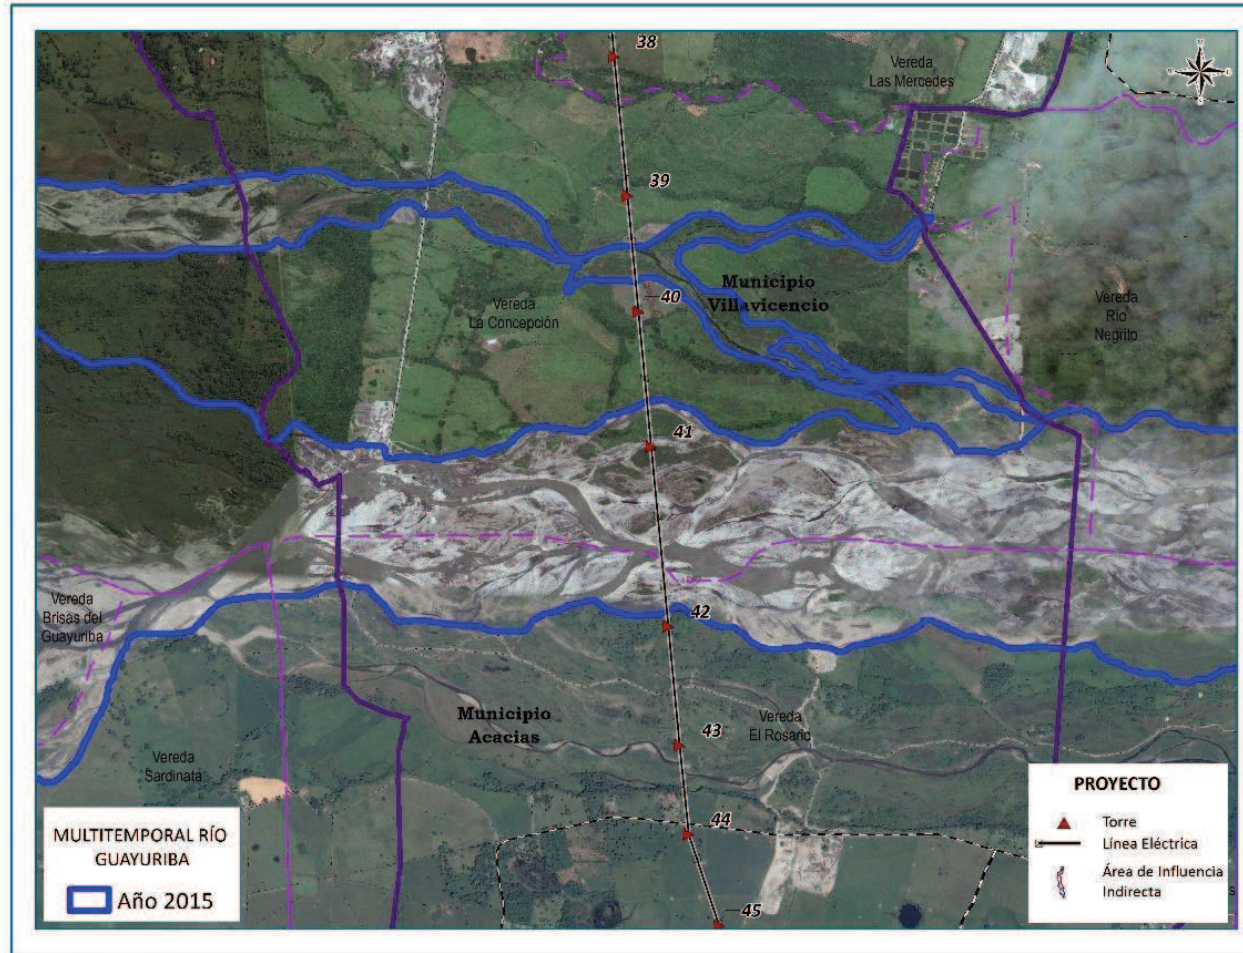 38
Vereda
Las Mercedes
39
Municipio
Villavicencio
40
Vereda
La Concepción
Vereda
Río
Negrito
41
Vereda
Brisas del
Guayuriba
42
Municipio
Acacias
43
Vereda
El Rosario
Vereda
Sardinata
44
45
MULTITEMPORAL RÍO
GUAYURIBA
Año 2015
PROYECTO
Torre
Línea Eléctrica
Área de Influencia
Indirecta